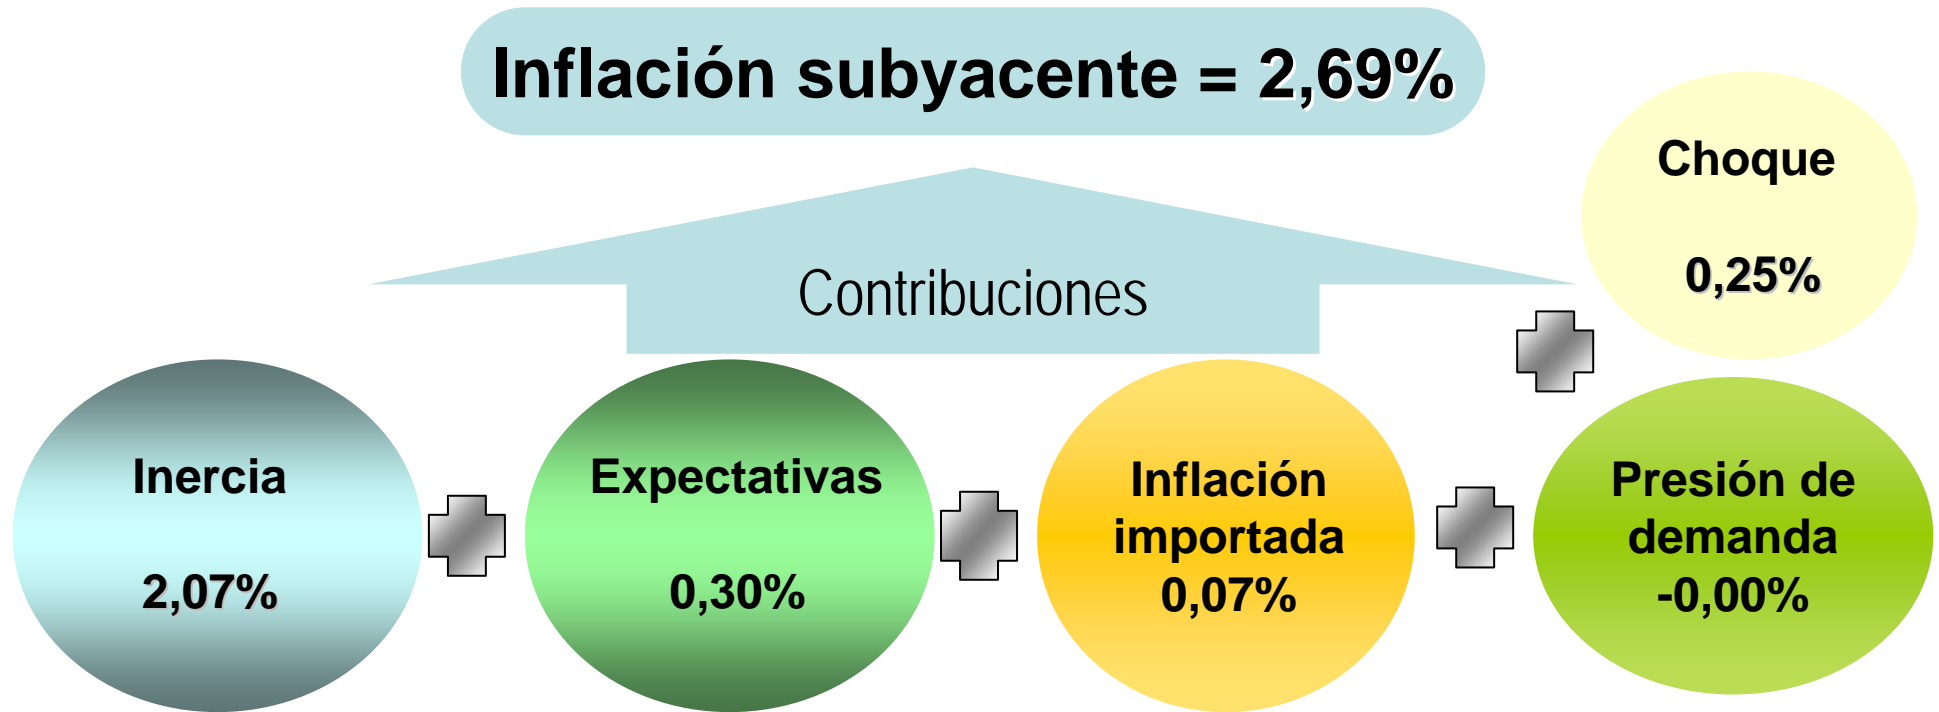 Inflación subyacente = 2,69%
Choque
0,25%
Contribuciones
Inercia
2,07%
Expectativas
0,30%
Inflación
importada
0,07%
Presión de
demanda
-0,00%